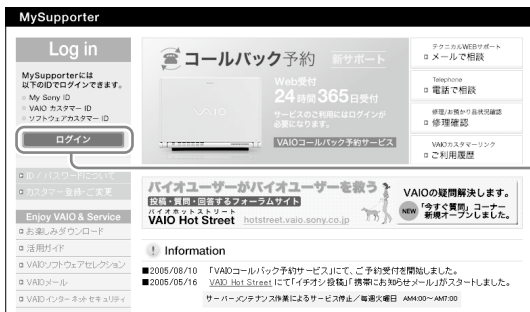 MySupporter
Log in
MySupporterには
以下のIDでログインできます。
My Sony ID
VAIO カスタマー ID
ソフトウェアカスタマー ID
ログイン
ID / パスワードについて
カスタマー登録・ご変更
Enjoy VAIO & Service
お楽しみダウンロード
活用ガイド
VAIOソフトウェアセレクション
VAIOメール
VAIOインターネットセキュリティ
コールバック予約 新サポート
Web受付
24時間365日受付
サービスのご利用にはログインが
必要になります。
VAIOコールバック予約サービス
VAIO
テクニカルWEBサポート
メールで相談
Telephone
電話で相談
修理/お預かり品状況確認
修理確認
VAIOカスタマーリンク
ご利用履歴
バイオユーザーがバイオユーザーを救う
投稿・質問・回答するフォーラムサイト
バイオホットストリート
VAIO Hot Street hotstreet.vaio.sony.co.jp
VAIOの疑問解決します。
NEW 「今すぐ質問」コーナー
新規オープンしました。
! Information
■2005/08/10 「VAIOコールバック予約サービス」にて、ご予約受付を開始しました。
■2005/05/16 VAIO Hot Street にて「イチオシ投稿」「携帯にお知らせメール」がスタートしました。
サーバーメンテナンス作業によるサービス停止/毎週火曜日 AM4:00～AM7:00